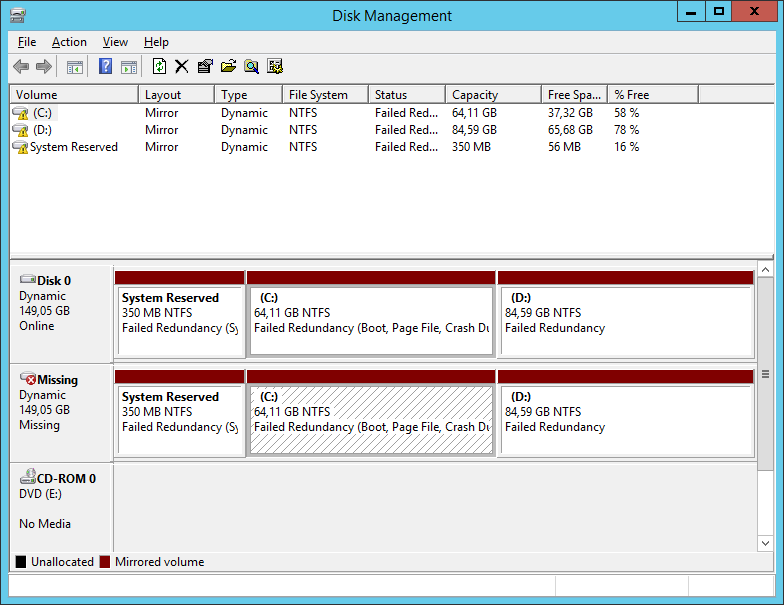 Disk Management
File Action View Help
Volume Layout Type File System Status Capacity Free Spa... % Free
(C:) Mirror Dynamic NTFS Failed Red... 64,11 GB 37,32 GB 58 %
(D:) Mirror Dynamic NTFS Failed Red... 84,59 GB 65,68 GB 78 %
System Reserved Mirror Dynamic NTFS Failed Red... 350 MB 56 MB 16 %
Disk 0
Dynamic
149,05 GB
Online
System Reserved
350 MB NTFS
Failed Redundancy (Sy
(C:)
64,11 GB NTFS
Failed Redundancy (Boot, Page File, Crash Du
(D:)
84,59 GB NTFS
Failed Redundancy
Missing
Dynamic
149,05 GB
Missing
System Reserved
350 MB NTFS
Failed Redundancy (Sy
(C:)
64,11 GB NTFS
Failed Redundancy (Boot, Page File, Crash Du
(D:)
84,59 GB NTFS
Failed Redundancy
CD-ROM 0
DVD (E:)
No Media
Unallocated Mirrored volume